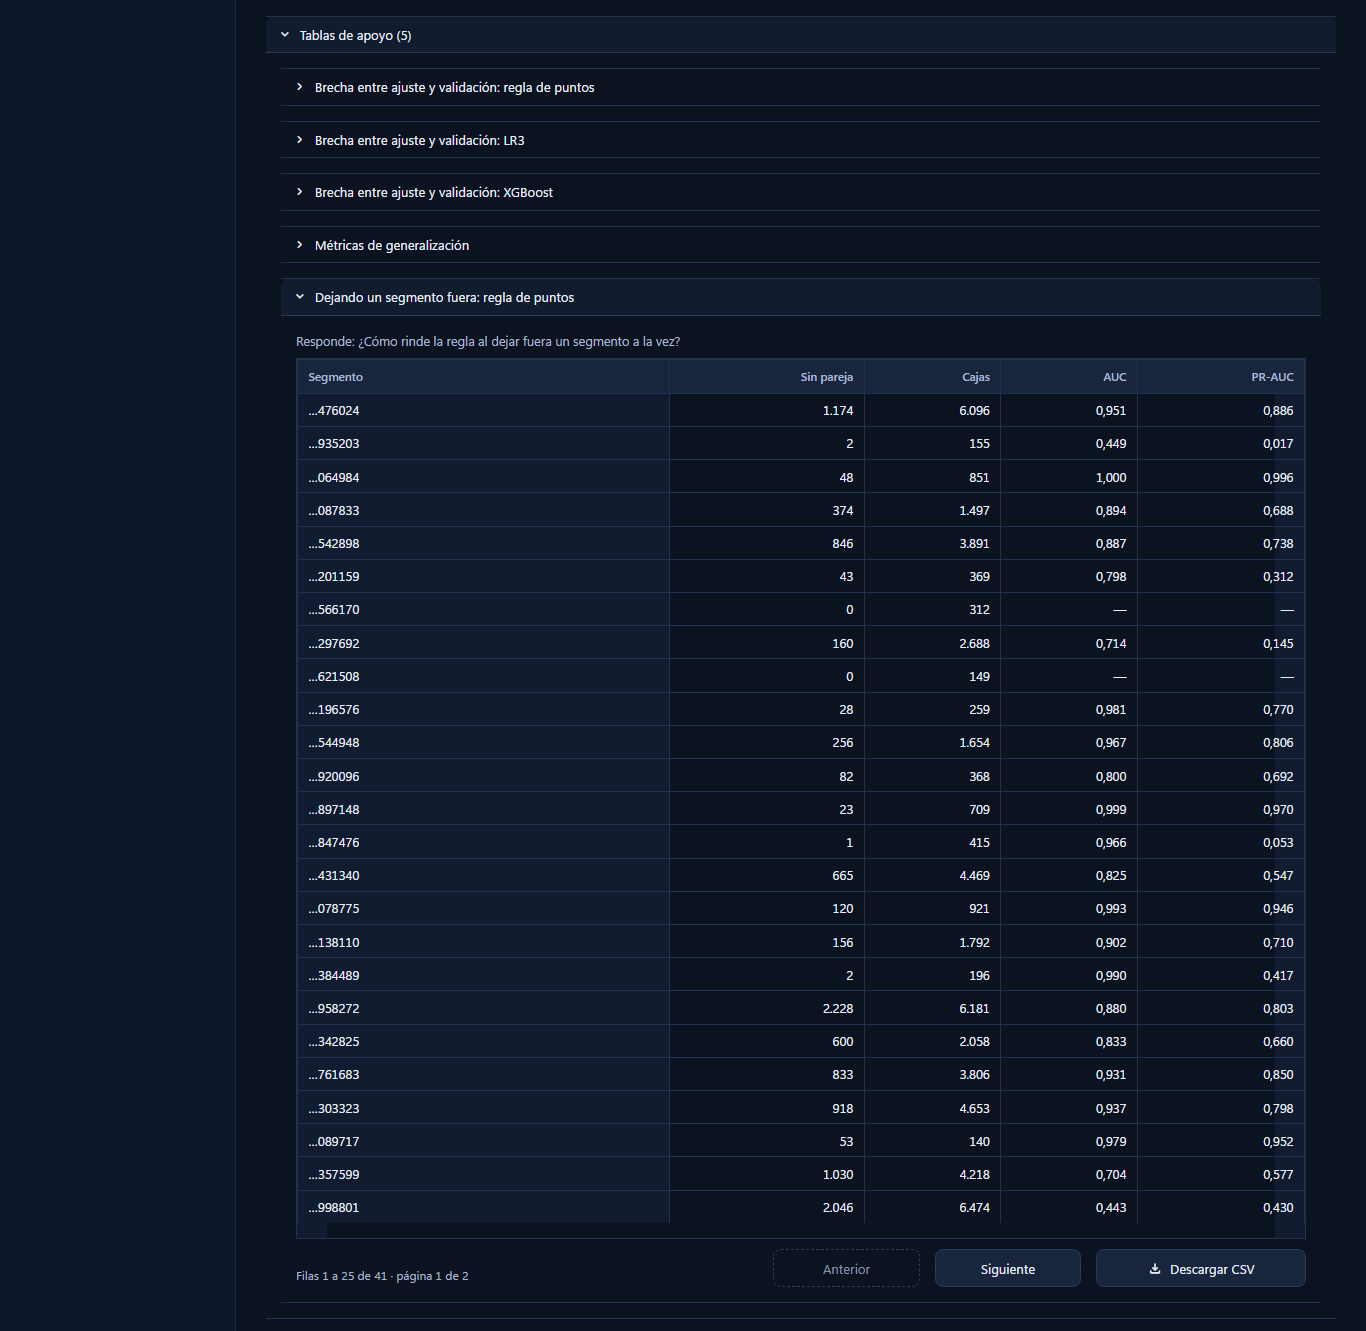 Tablas de apoyo (5)
Brecha entre ajuste y validación: regla de puntos
Brecha entre ajuste y validación: LR3
Brecha entre ajuste y validación: XGBoost
Métricas de generalización
Dejando un segmento fuera: regla de puntos
Responde: ¿Cómo rinde la regla al dejar fuera un segmento a la vez?
Segmento Sin pareja Cajas AUC PR-AUC
...476024 1.174 6.096 0,951 0,886
...935203 2 155 0,449 0,017
...064984 48 851 1,000 0,996
...087833 374 1.497 0,894 0,688
...542898 846 3.891 0,887 0,738
...201159 43 369 0,798 0,312
...566170 0 312 — —
...297692 160 2.688 0,714 0,145
...621508 0 149 — —
...196576 28 259 0,981 0,770
...544948 256 1.654 0,967 0,806
...920096 82 368 0,800 0,692
...897148 23 709 0,999 0,970
...847476 1 415 0,966 0,053
...431340 665 4.469 0,825 0,547
...078775 120 921 0,993 0,946
...138110 156 1.792 0,902 0,710
...384489 2 196 0,990 0,417
...958272 2.228 6.181 0,880 0,803
...342825 600 2.058 0,833 0,660
...761683 833 3.806 0,931 0,850
...303323 918 4.653 0,937 0,798
...089717 53 140 0,979 0,952
...357599 1.030 4.218 0,704 0,577
...998801 2.046 6.474 0,443 0,430
Filas 1 a 25 de 41 · página 1 de 2 Anterior Siguiente Descargar CSV